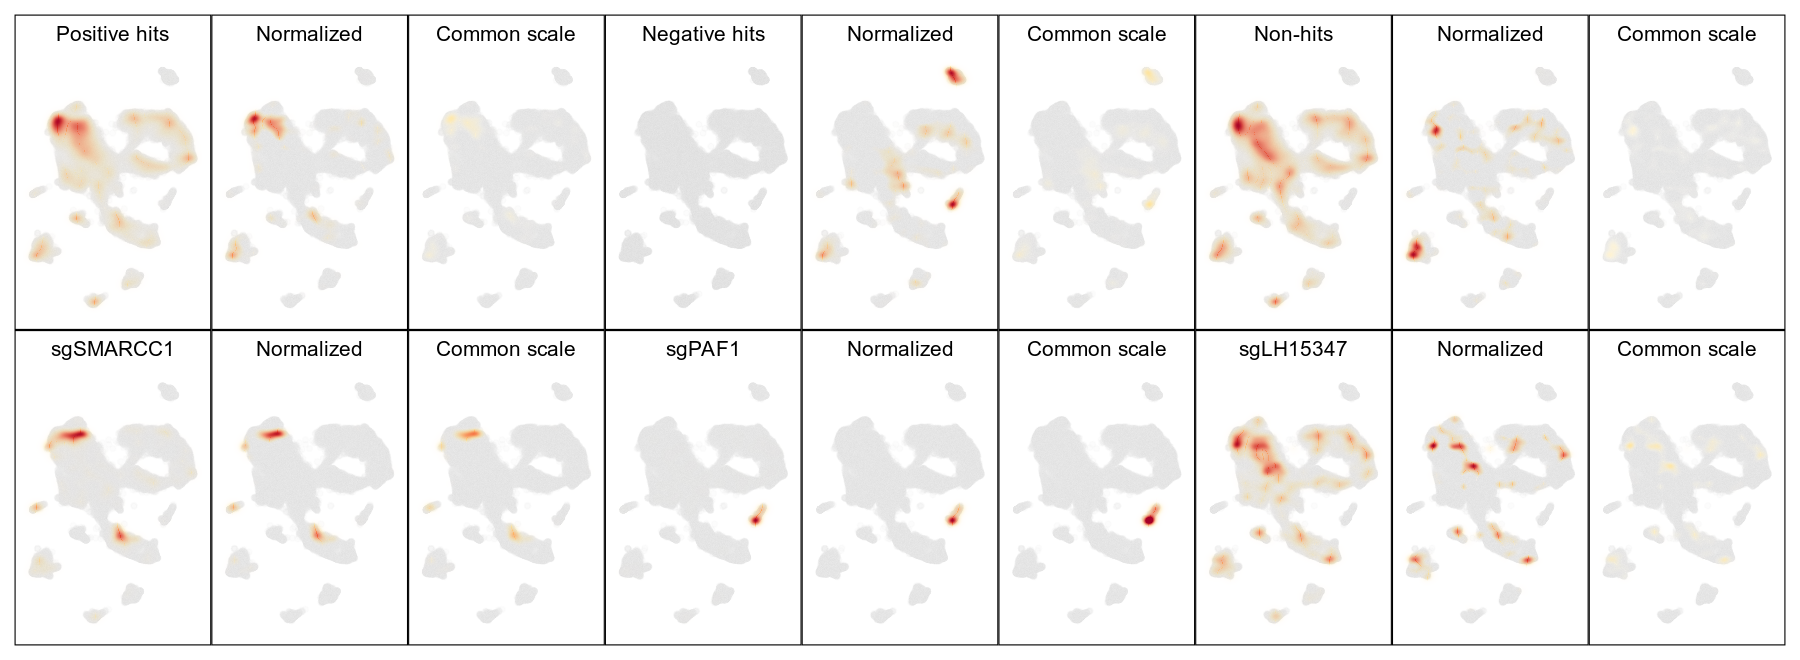 Positive hits
Normalized
Common scale
Negative hits
Normalized
Common scale
Non-hits
Normalized
Common scale
sgSMARCC1
Normalized
Common scale
sgPAF1
Normalized
Common scale
sgLH15347
Normalized
Common scale